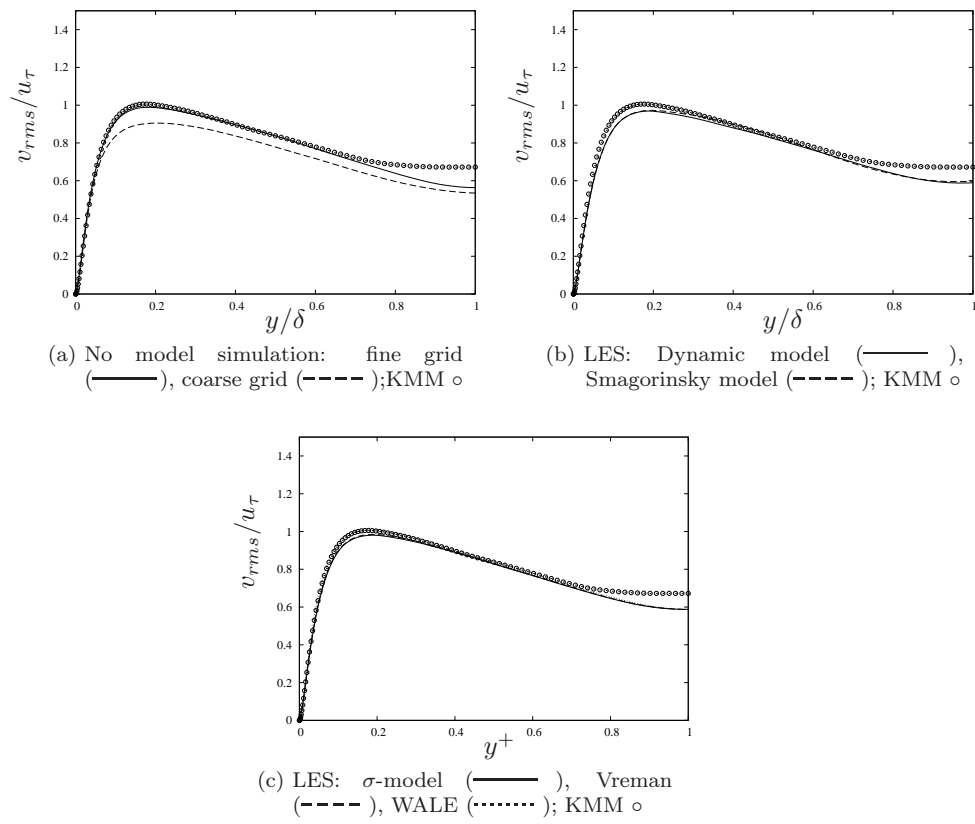 1.4
1.2
1
0.8
0.6
0.4
0.2
0
v_{rms}/u_τ
0 0.2 0.4 0.6 0.8 1
y/δ
(a) No model simulation: fine grid
(———), coarse grid (– – – – );KMM ∘
1.4
1.2
1
0.8
0.6
0.4
0.2
0
v_{rms}/u_τ
0 0.2 0.4 0.6 0.8 1
y/δ
(b) LES: Dynamic model (——— ),
Smagorinsky model (– – – – ); KMM ∘
1.4
1.2
1
0.8
0.6
0.4
0.2
0
v_{rms}/u_τ
0 0.2 0.4 0.6 0.8 1
y^+
(c) LES: σ-model (——— ), Vreman
(– – – – ), WALE (········ ); KMM ∘